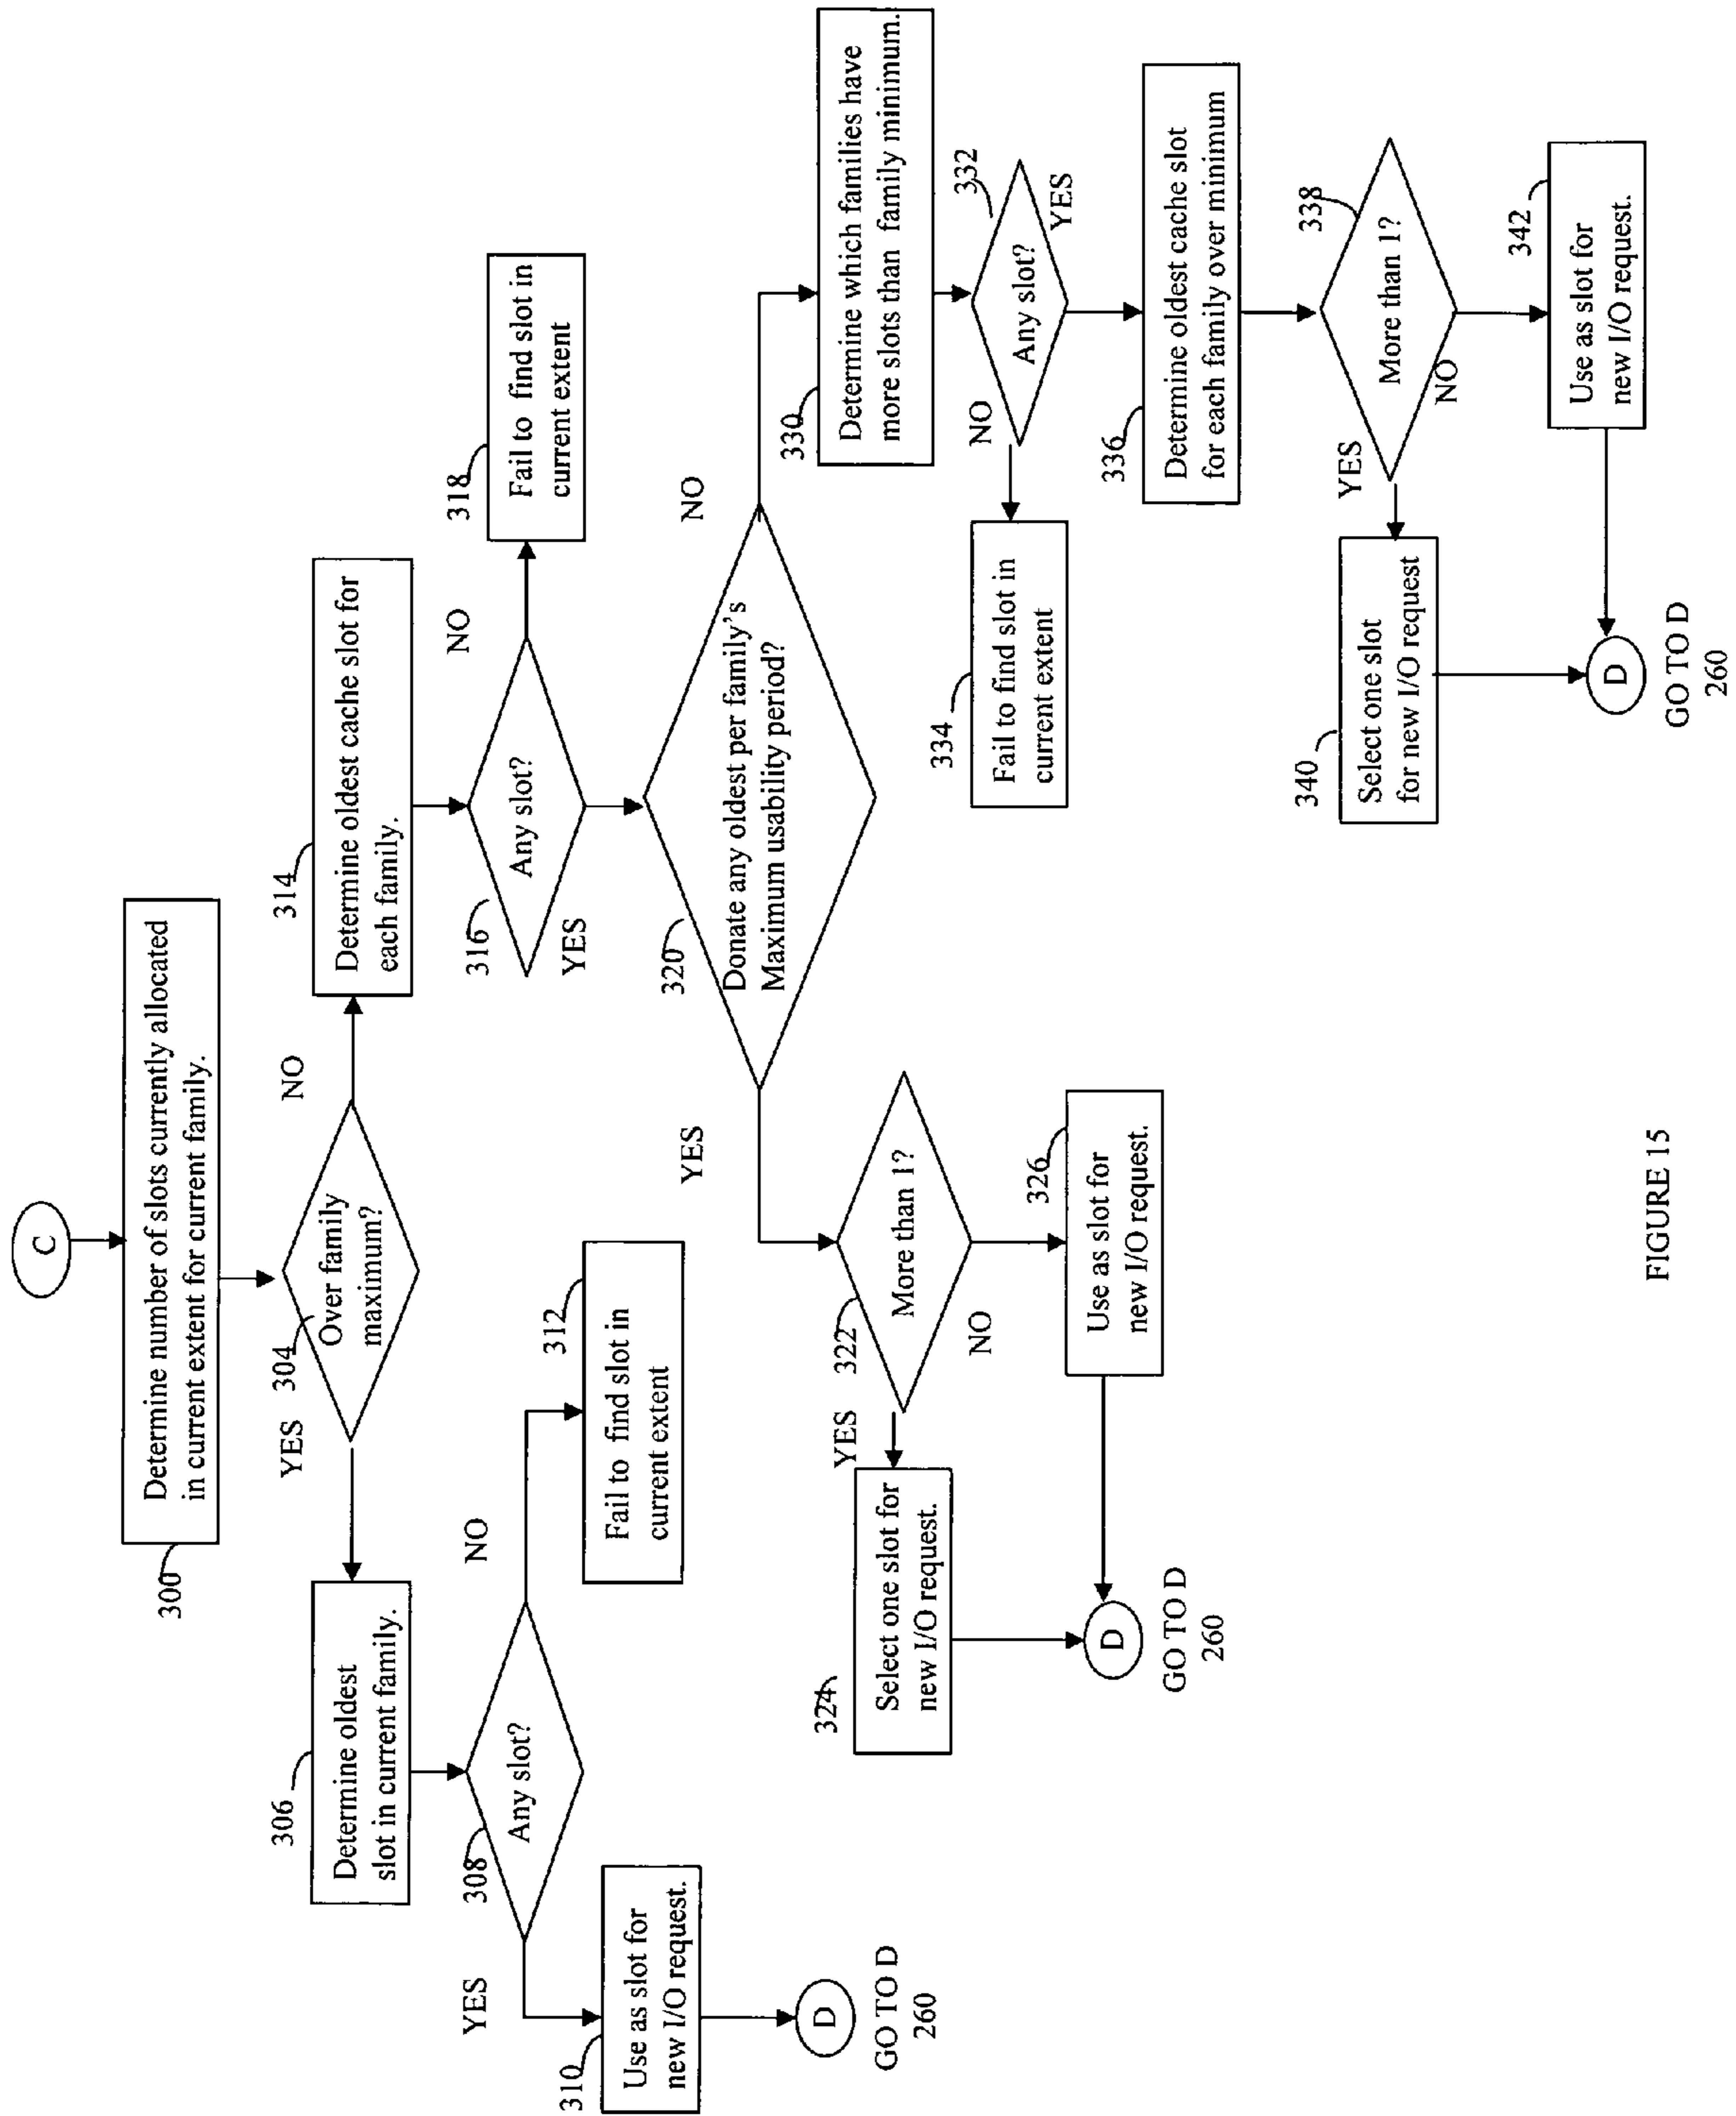 C
300
Determine number of slots currently allocated
in current extent for current family.
304
Over family
maximum?
YES
NO
306
Determine oldest
slot in current family.
314
Determine oldest cache slot for
each family.
308
Any slot?
YES
NO
310
Use as slot for
new I/O request.
D
GO TO D
260
312
Fail to find slot in
current extent
316
Any slot?
YES
NO
318
Fail to find slot in
current extent
320
Donate any oldest per family's
Maximum usability period?
YES
NO
322
More than 1?
YES
NO
324
Select one slot for
new I/O request.
326
Use as slot for
new I/O request.
D
GO TO D
260
330
Determine which families have
more slots than family minimum.
332
Any slot?
NO
YES
334
Fail to find slot in
current extent
336
Determine oldest cache slot
for each family over minimum
338
More than 1?
YES
NO
340
Select one slot
for new I/O request
342
Use as slot for
new I/O request.
D
GO TO D
260
FIGURE 15